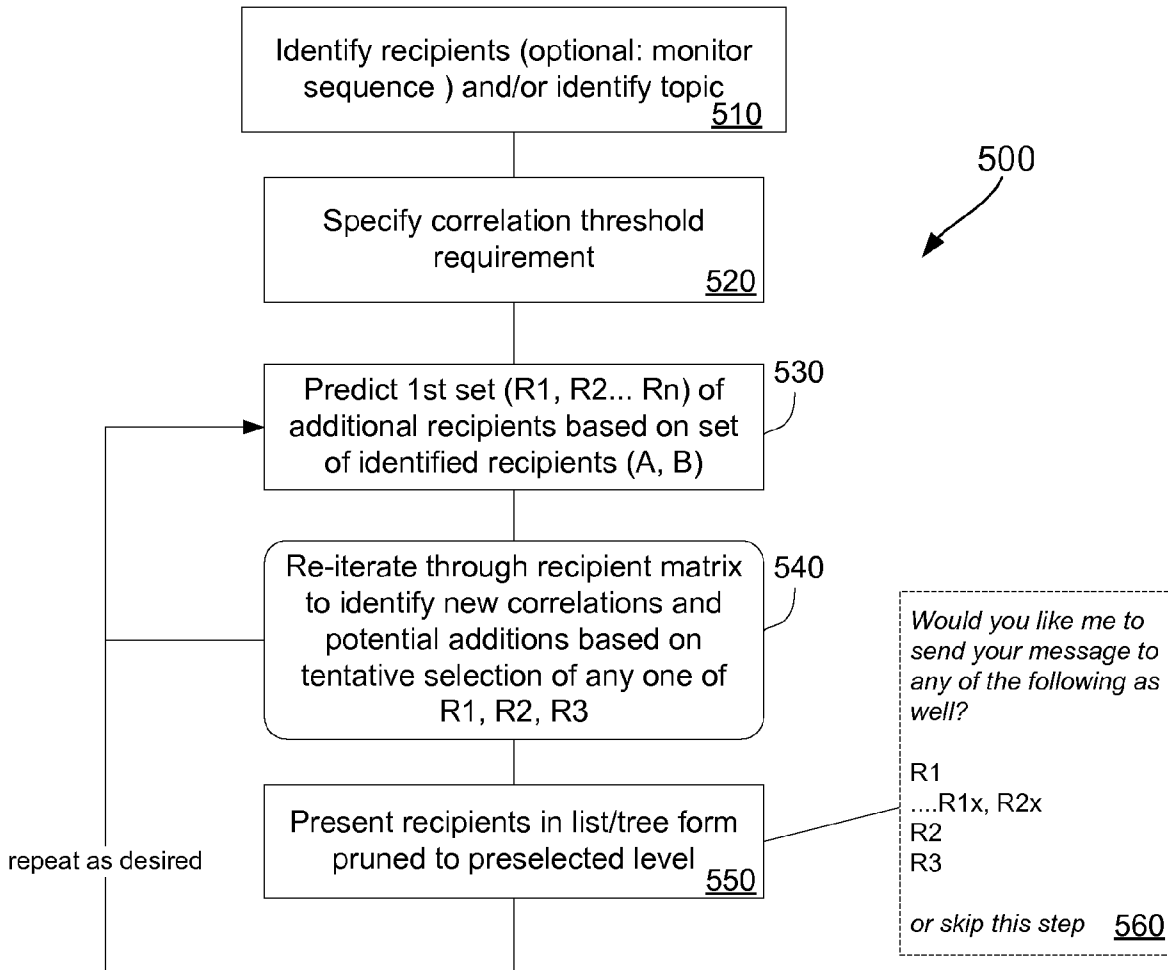 Identify recipients (optional: monitor
sequence ) and/or identify topic
510
500
Specify correlation threshold
requirement
520
Predict 1st set (R1, R2... Rn) of
additional recipients based on set
of identified recipients (A, B)
530
Re-iterate through recipient matrix
to identify new correlations and
potential additions based on
tentative selection of any one of
R1, R2, R3
540
Present recipients in list/tree form
pruned to preselected level
550
repeat as desired
Would you like me to
send your message to
any of the following as
well?
R1
....R1x, R2x
R2
R3
or skip this step
560